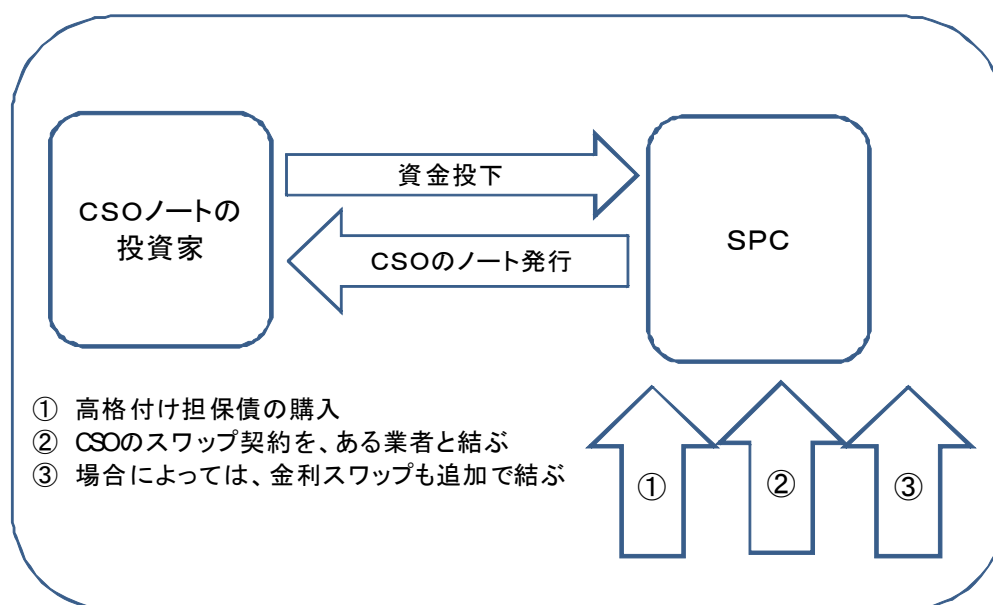 CSOノートの
投資家
資金投下
CSOのノート発行
SPC
① 高格付け担保債の購入
② CSOのスワップ契約を、ある業者と結ぶ
③ 場合によっては、金利スワップも追加で結ぶ
①
②
③